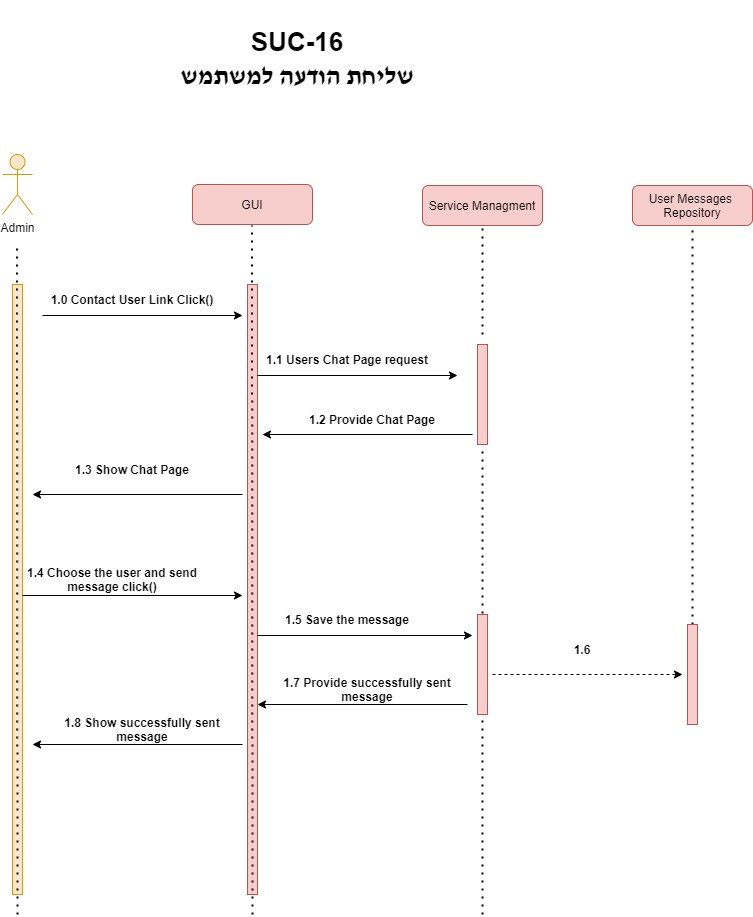 SUC-16
שליחת הודעה למשתמש
Admin
GUI
Service Managment
User Messages
Repository
1.0 Contact User Link Click()
1.1 Users Chat Page request
1.2 Provide Chat Page
1.3 Show Chat Page
1.4 Choose the user and send
message click()
1.5 Save the message
1.6
1.7 Provide successfully sent
message
1.8 Show successfully sent
message